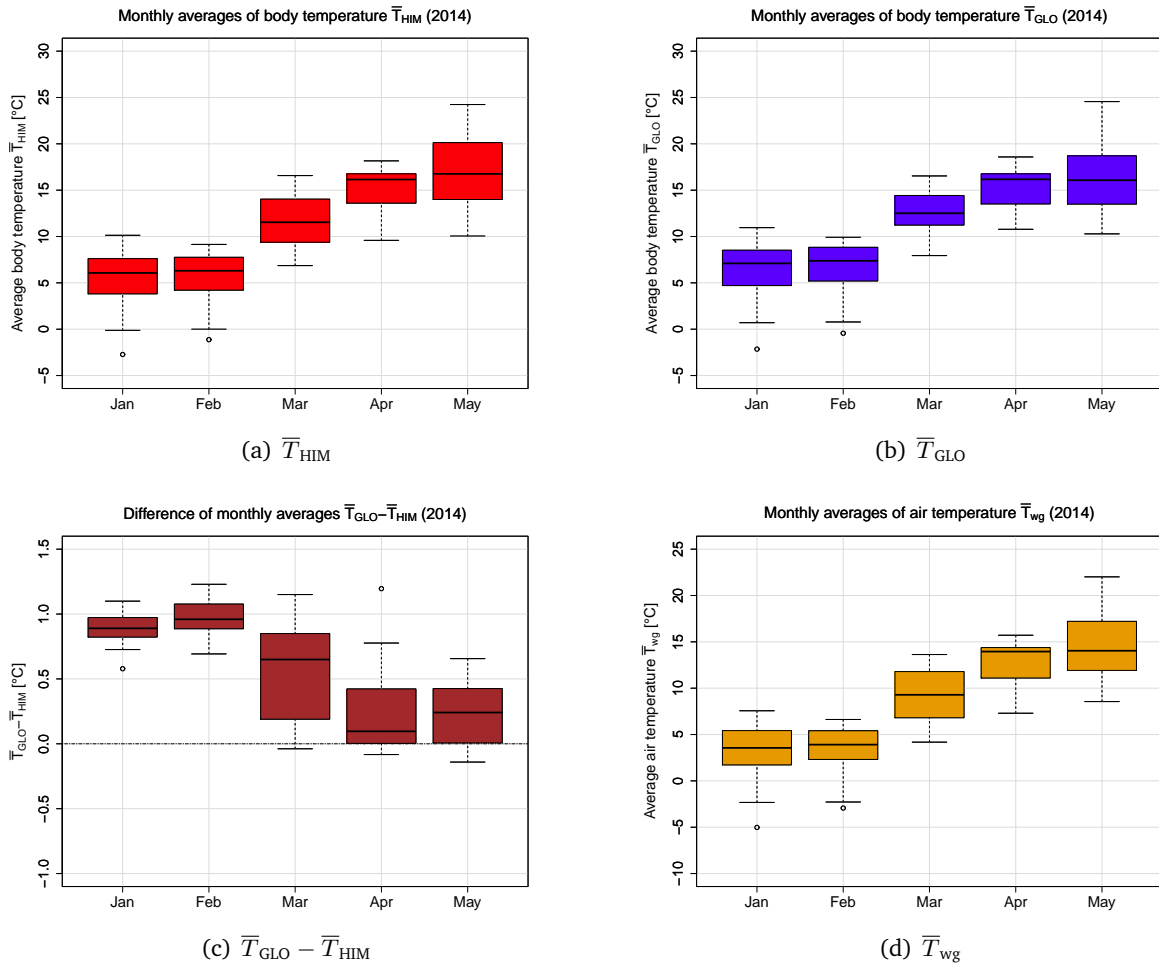 Monthly averages of body temperature T̅HIM (2014)
Average body temperature T̅HIM [°C]
30
25
20
15
10
5
0
−5
Jan Feb Mar Apr May
(a) T̅HIM
Monthly averages of body temperature T̅GLO (2014)
Average body temperature T̅GLO [°C]
30
25
20
15
10
5
0
−5
Jan Feb Mar Apr May
(b) T̅GLO
Difference of monthly averages T̅GLO−T̅HIM (2014)
T̅GLO−T̅HIM [°C]
1.5
1.0
0.5
0.0
−0.5
−1.0
Jan Feb Mar Apr May
(c) T̅GLO − T̅HIM
Monthly averages of air temperature T̅wg (2014)
Average air temperature T̅wg [°C]
25
20
15
10
5
0
−5
−10
Jan Feb Mar Apr May
(d) T̅wg